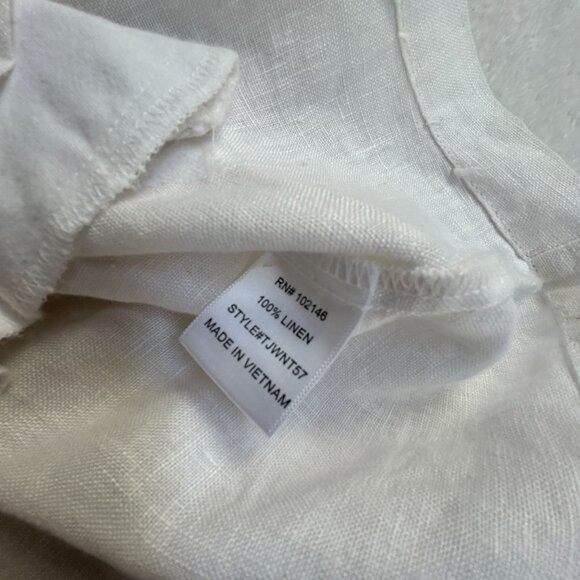 RN# 102146
100% LINEN
STYLE#TJWNT57
MADE IN VIETNAM